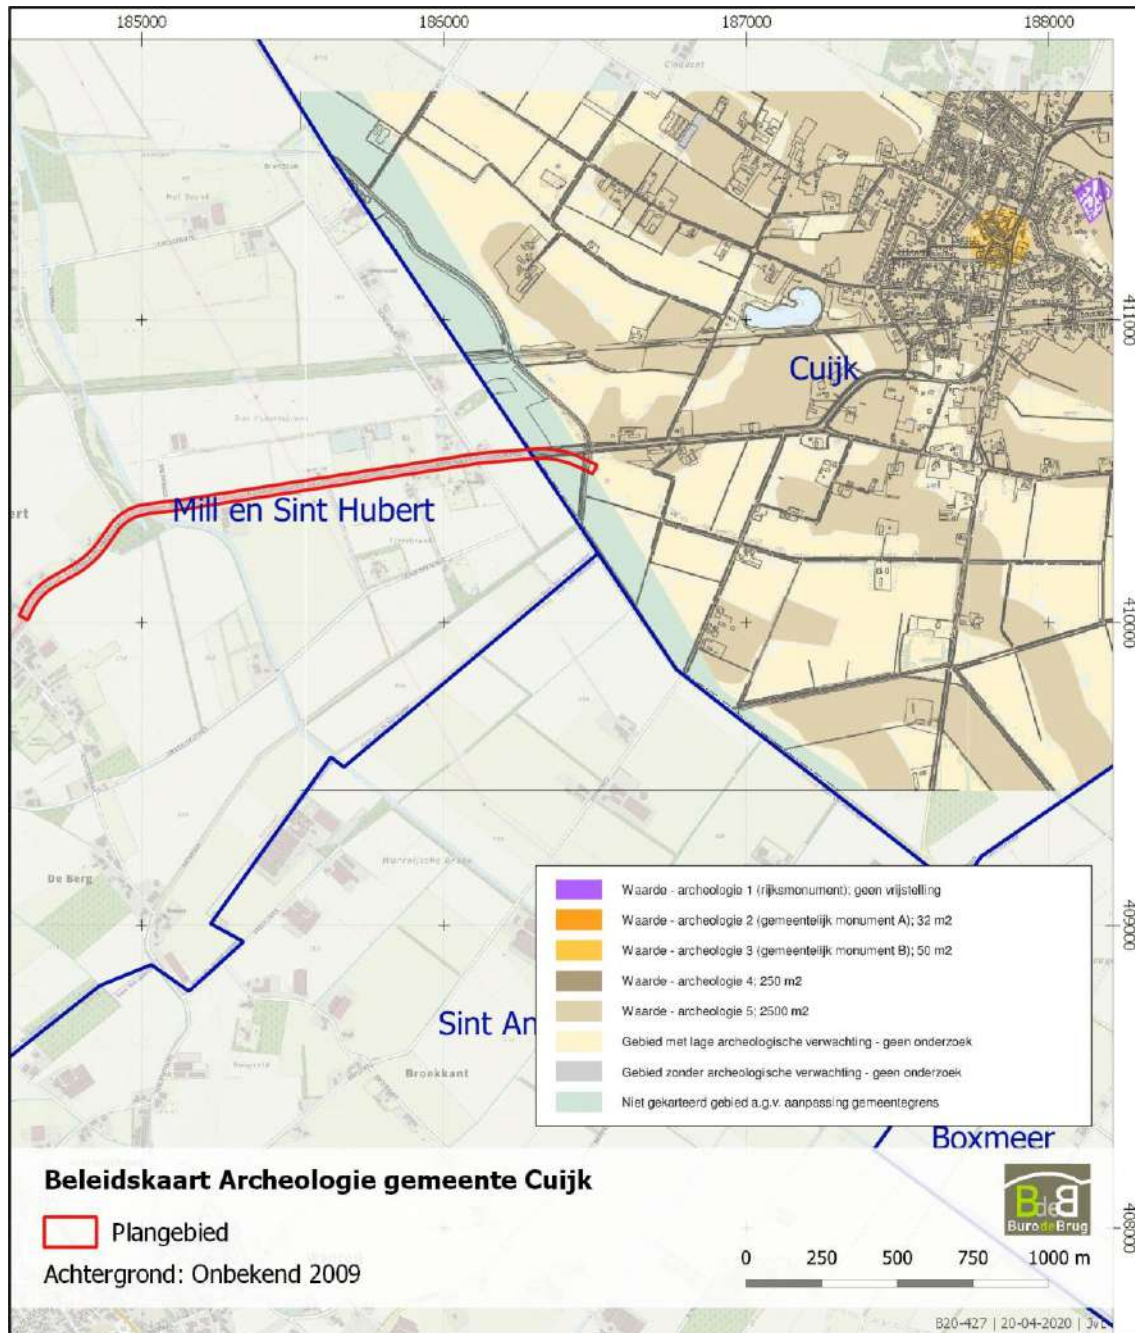 185000
186000
187000
188000
411000
410000
409000
408000
Cuijk
Mill en Sint Hubert
De Berg
Sint An
Broekkant
Boxmeer
Waarde - archeologie 1 (rijksmonument); geen vrijstelling
Waarde - archeologie 2 (gemeentelijk monument A); 32 m2
Waarde - archeologie 3 (gemeentelijk monument B); 50 m2
Waarde - archeologie 4; 250 m2
Waarde - archeologie 5; 2500 m2
Gebied met lage archeologische verwachting - geen onderzoek
Gebied zonder archeologische verwachting - geen onderzoek
Niet gekarteerd gebied a.g.v. aanpassing gemeentegrens
Beleidskaart Archeologie gemeente Cuijk
Plangebied
Achtergrond: Onbekend 2009
BdeB
BurodeBrug
0 250 500 750 1000 m
B20-427 | 20-04-2020 | JvE